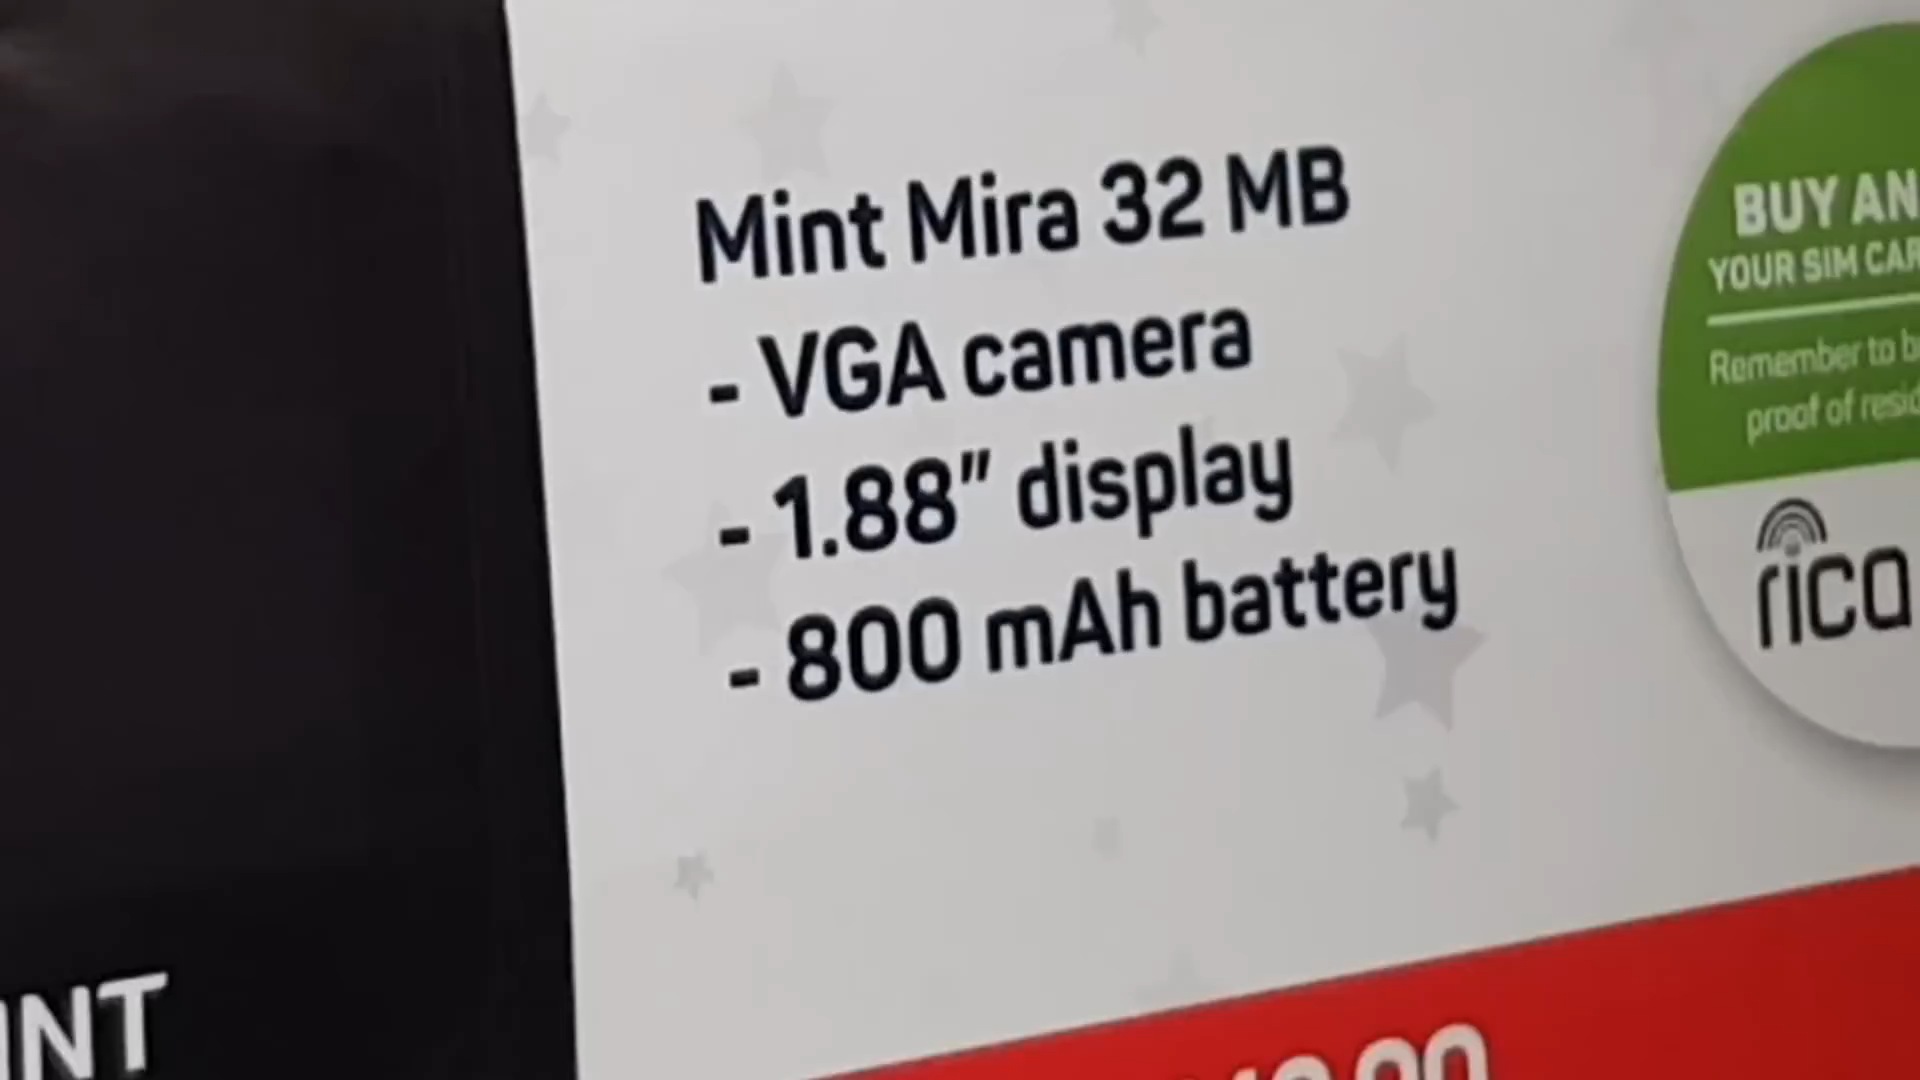 Mint Mira 32 MB
- VGA camera
- 1.88" display
- 800 mAh battery
BUY AN
YOUR SIM CAR
Remember to b
proof of resid
rica
INT